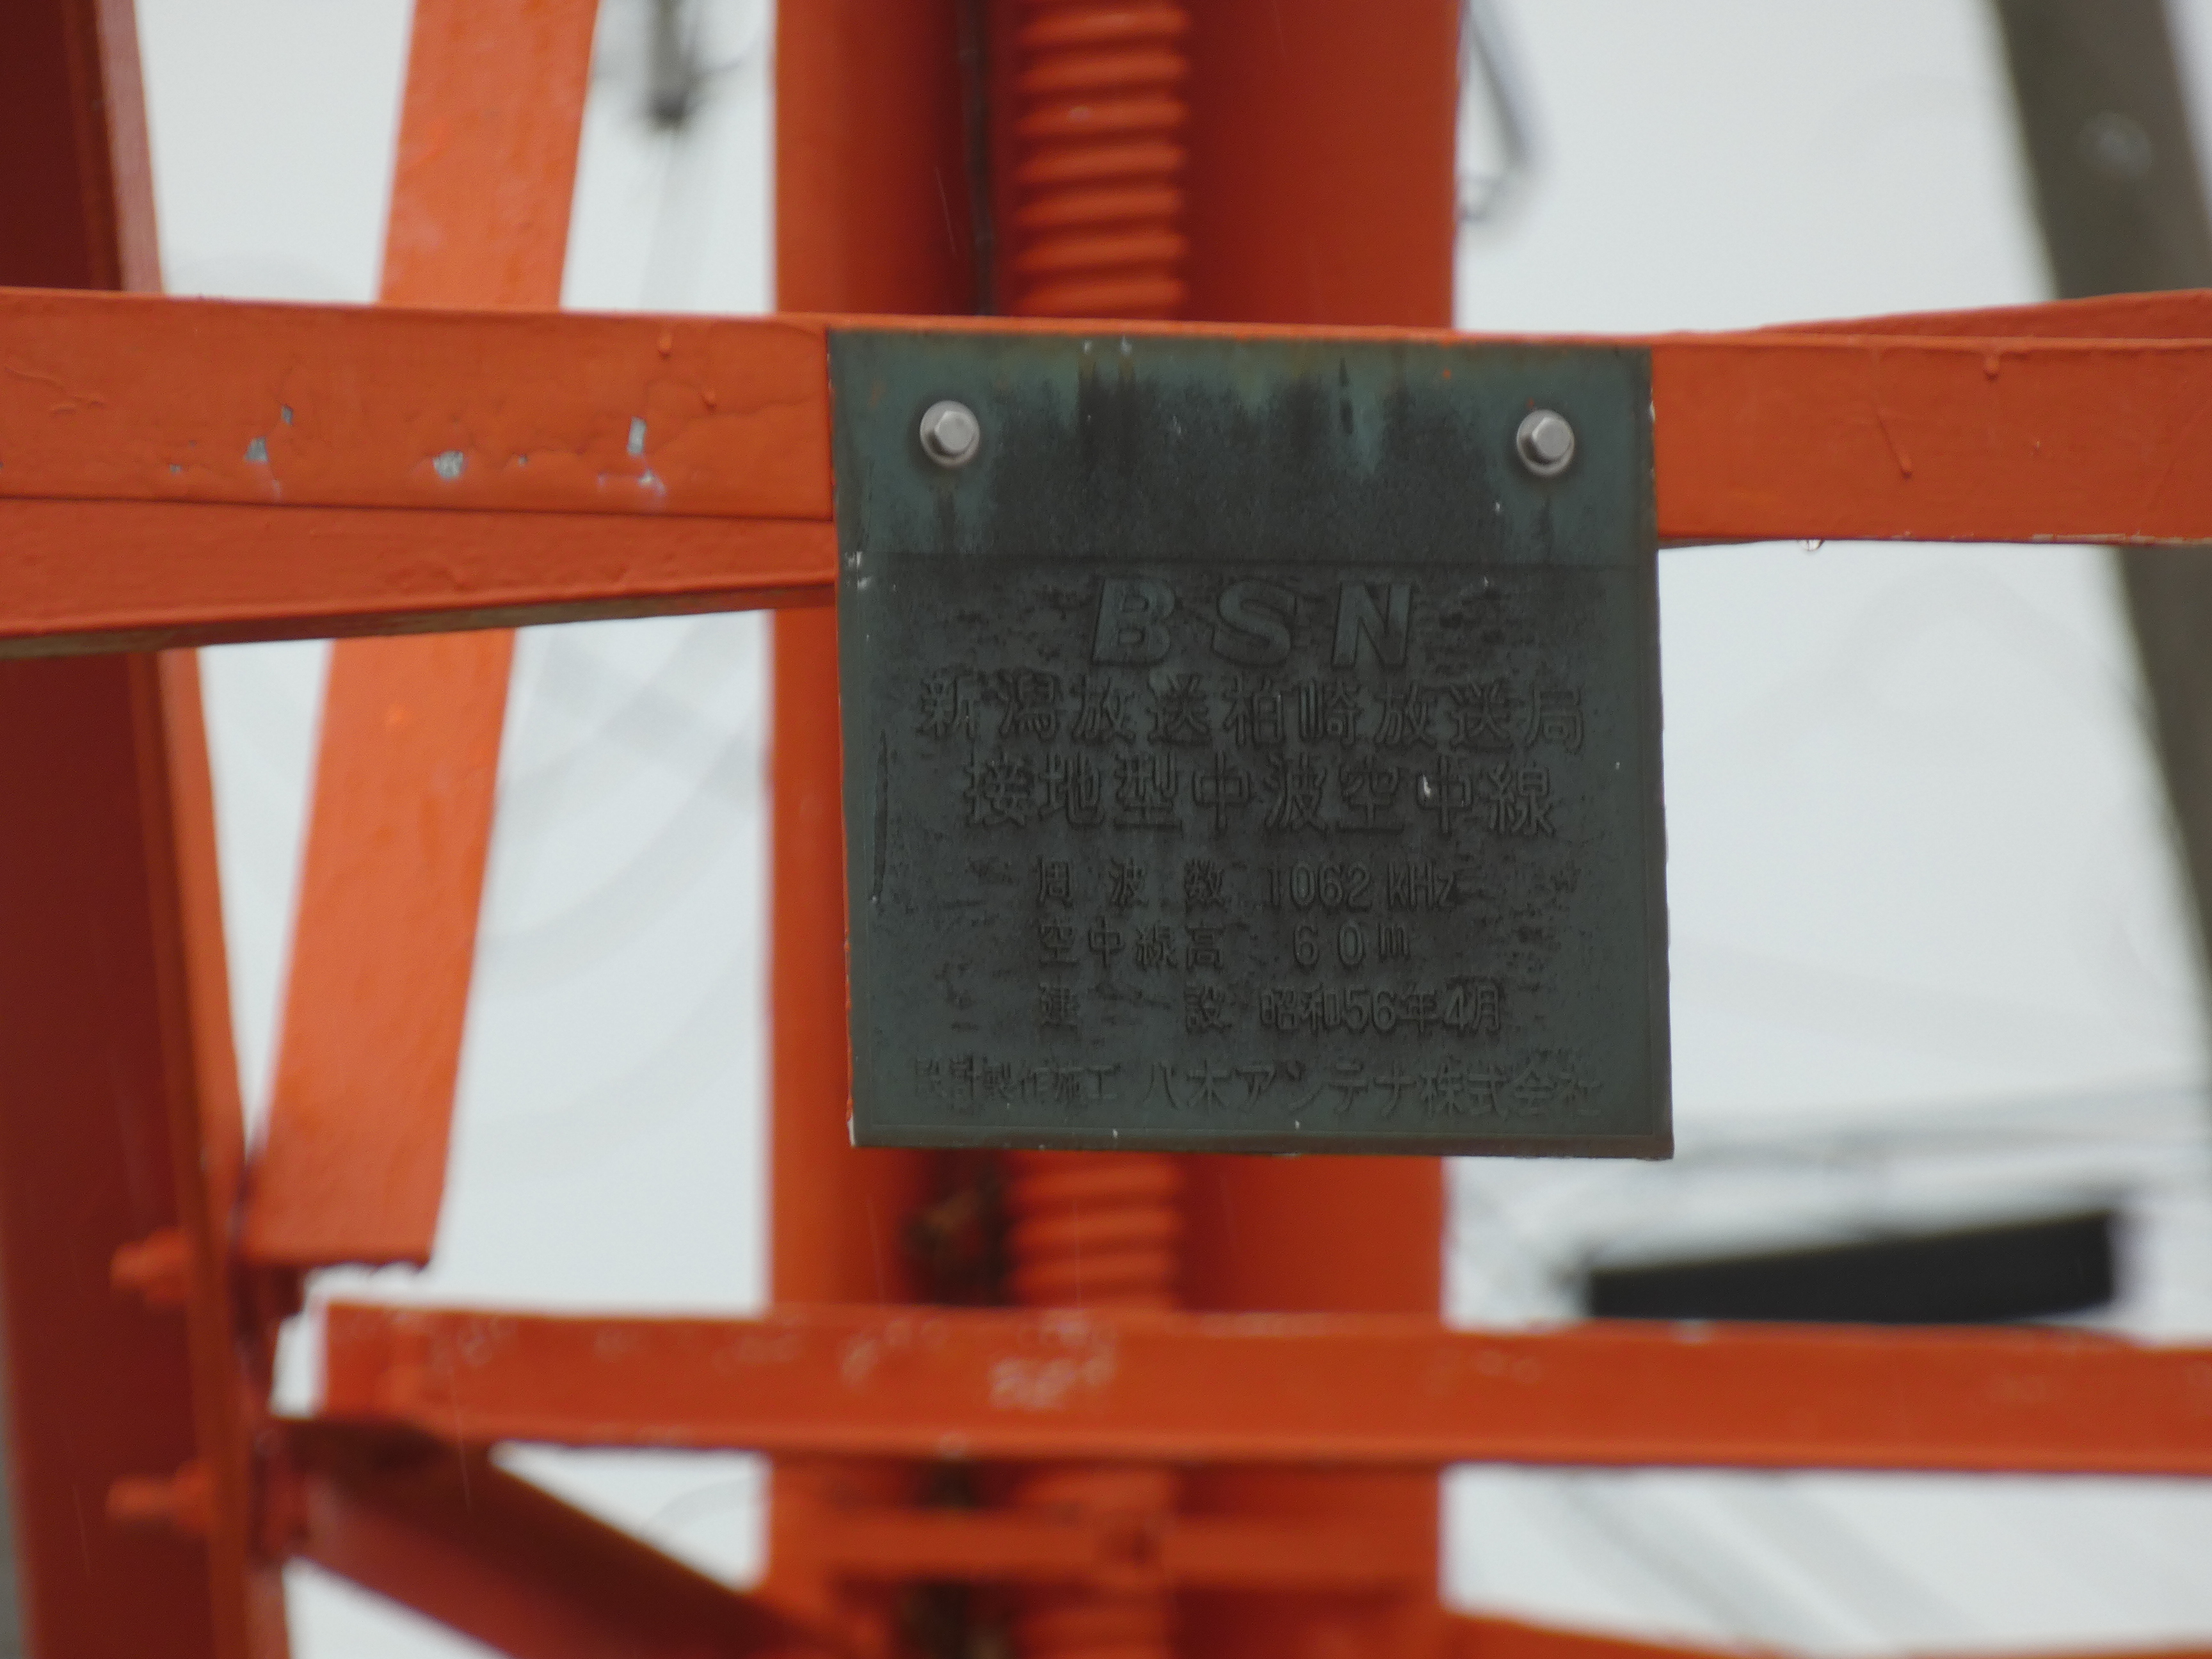 BSN
新潟放送柏崎放送局
接地型中波空中線
周波数 1062kHz
空中線高 60m
建設 昭和56年4月
設計製作施工 八木アンテナ株式会社